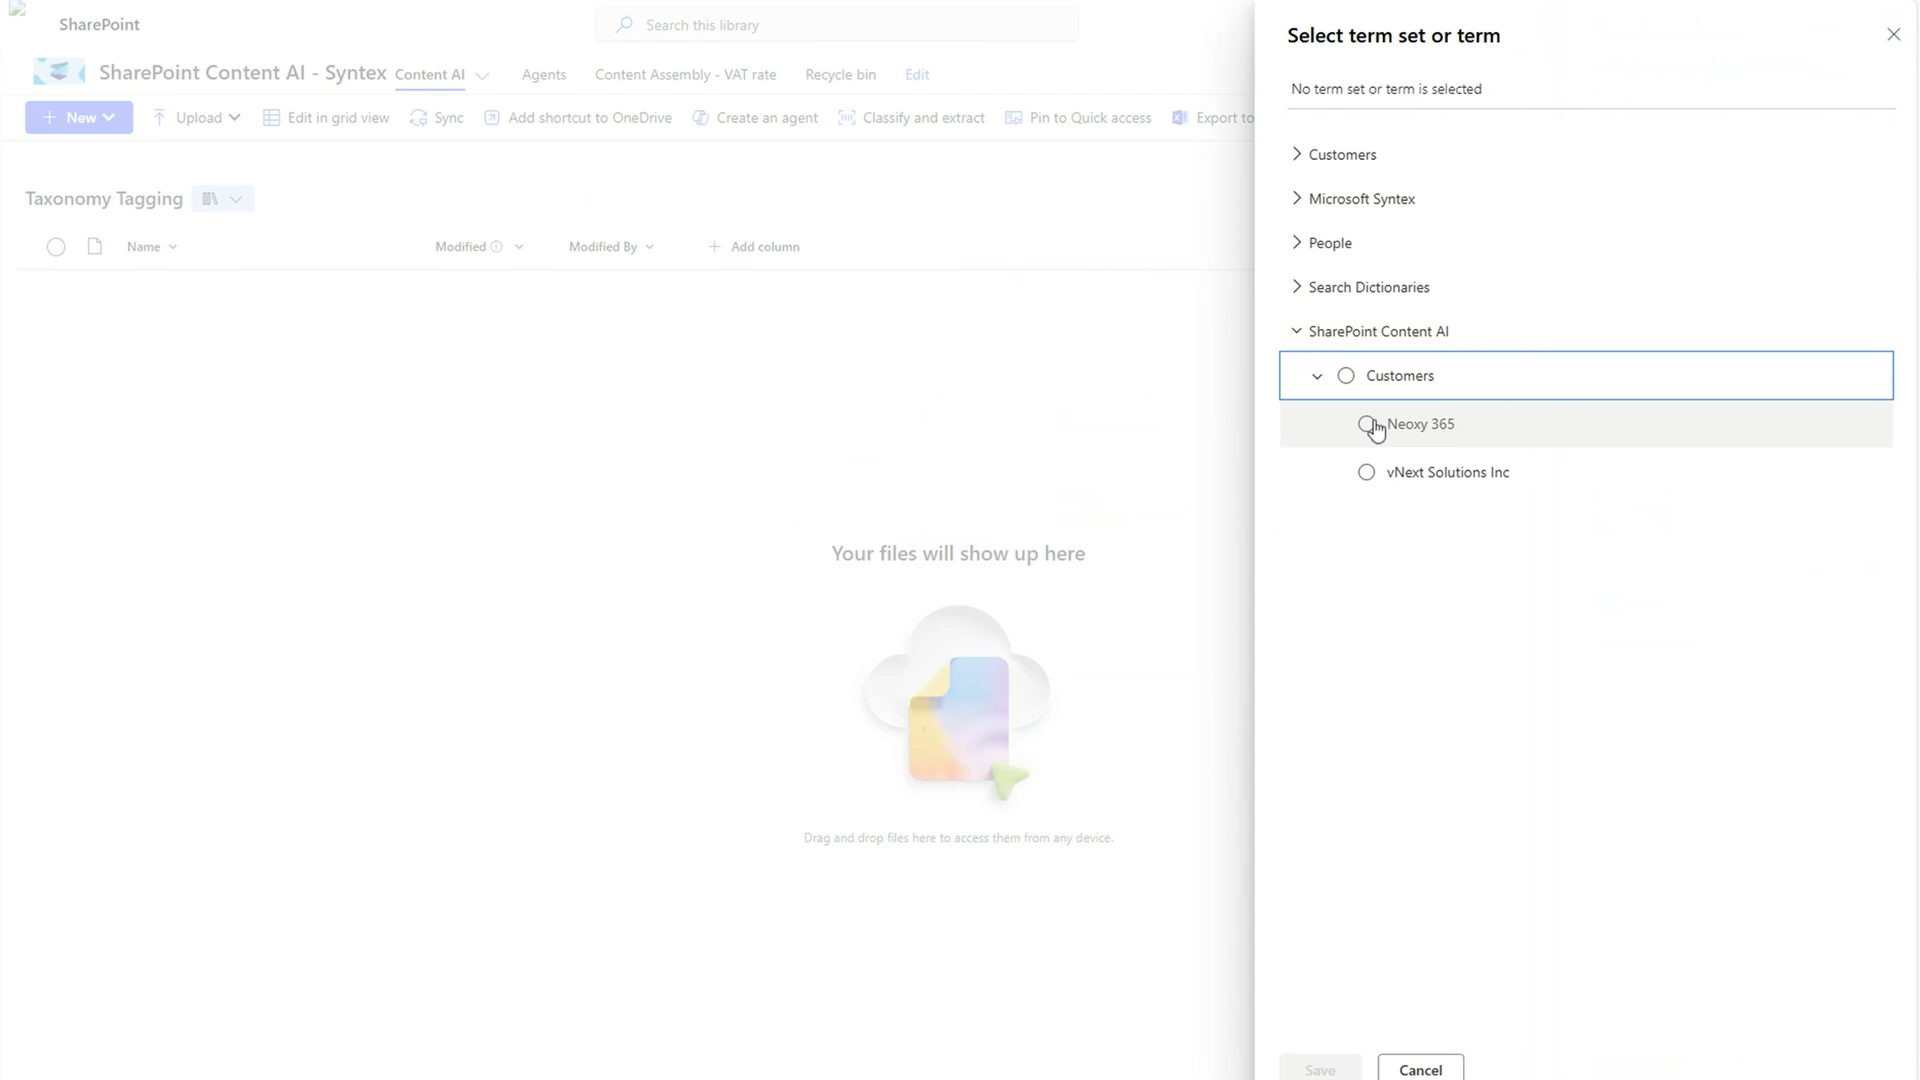 SharePoint
Search this library
SharePoint Content AI - Syntex
Content AI
Agents
Content Assembly - VAT rate
Recycle bin
Edit
New
Upload
Edit in grid view
Sync
Add shortcut to OneDrive
Create an agent
Classify and extract
Pin to Quick access
Export to
Taxonomy Tagging
Name
Modified
Modified By
Add column
Your files will show up here
Drag and drop files here to access them from any device.
Select term set or term
No term set or term is selected
Customers
Microsoft Syntex
People
Search Dictionaries
SharePoint Content AI
Customers
Neoxy 365
vNext Solutions Inc
Save
Cancel